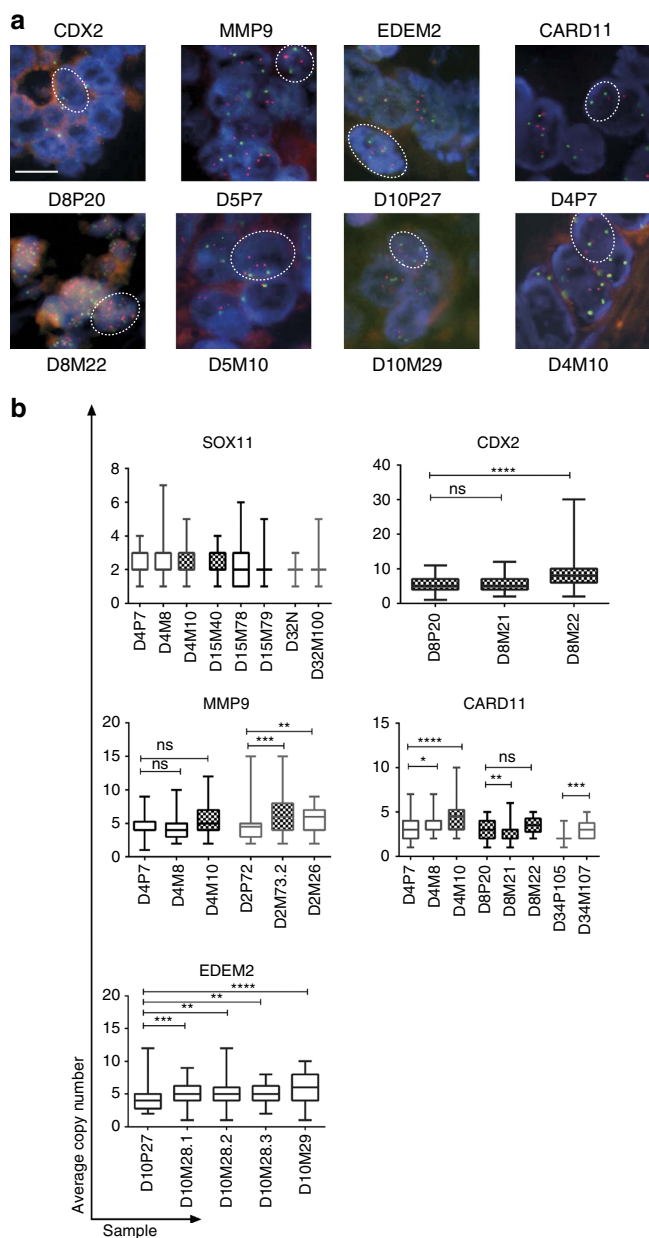 a
CDX2 MMP9 EDEM2 CARD11
D8P20 D5P7 D10P27 D4P7
D8M22 D5M10 D10M29 D4M10
b
SOX11
8
6
4
2
0
D4P7 D4M8 D4M10 D15M40 D15M78 D15M79 D32N D32M100
CDX2
40
30
20
10
0
****
ns
D8P20 D8M21 D8M22
MMP9
20
15
10
5
0
ns
ns
**
***
D4P7 D4M8 D4M10 D2P72 D2M73.2 D2M26
CARD11
15
10
5
0
****
*
ns
**
***
D4P7 D4M8 D4M10 D8P20 D8M21 D8M22 D34P105 D34M107
EDEM2
20
15
10
5
0
****
**
**
***
D10P27 D10M28.1 D10M28.2 D10M28.3 D10M29
Average copy number
Sample